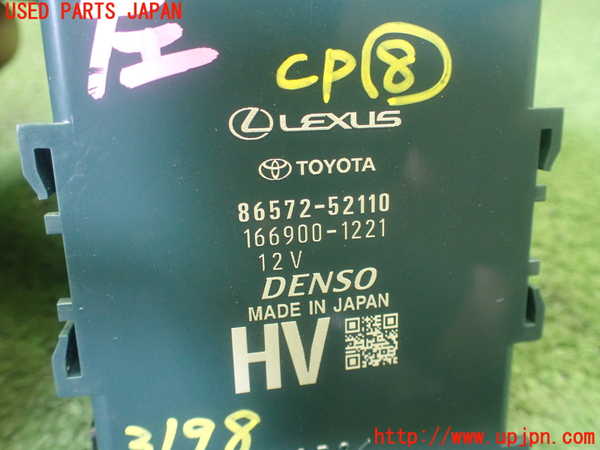 USED PARTS JAPAN
CP⑧
LEXUS
TOYOTA
86572-52110
166900-1221
12V
DENSO
MADE IN JAPAN
HV
3198
http://www.upjpn.com